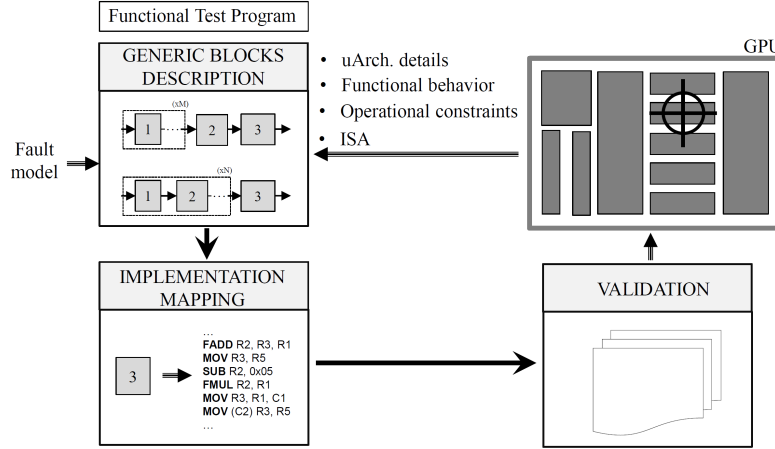 Functional Test Program
GENERIC BLOCKS
DESCRIPTION
(xM)
1
2
3
(xN)
1
2
3
Fault
model
• uArch. details
• Functional behavior
• Operational constraints
• ISA
GPU
IMPLEMENTATION
MAPPING
3
...
FADD R2, R3, R1
MOV R3, R5
SUB R2, 0x05
FMUL R2, R1
MOV R3, R1, C1
MOV (C2) R3, R5
...
VALIDATION